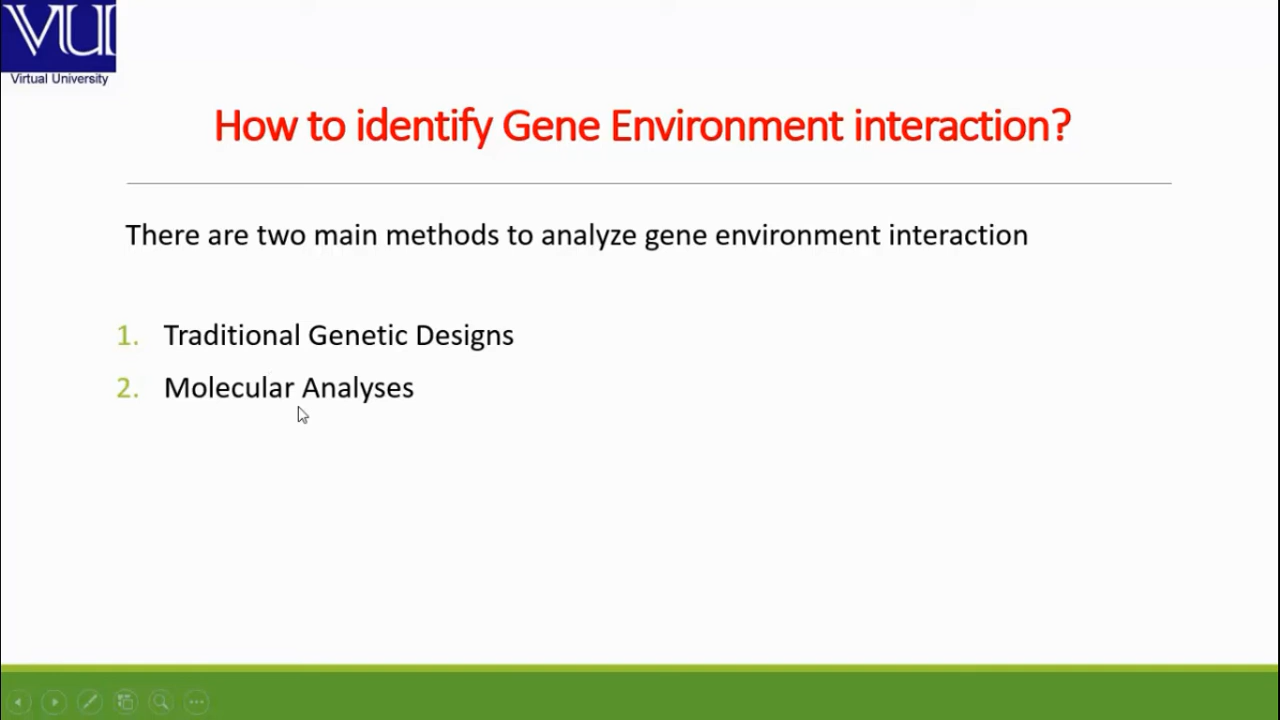 VU
Virtual University
How to identify Gene Environment interaction?
There are two main methods to analyze gene environment interaction
1. Traditional Genetic Designs
2. Molecular Analyses